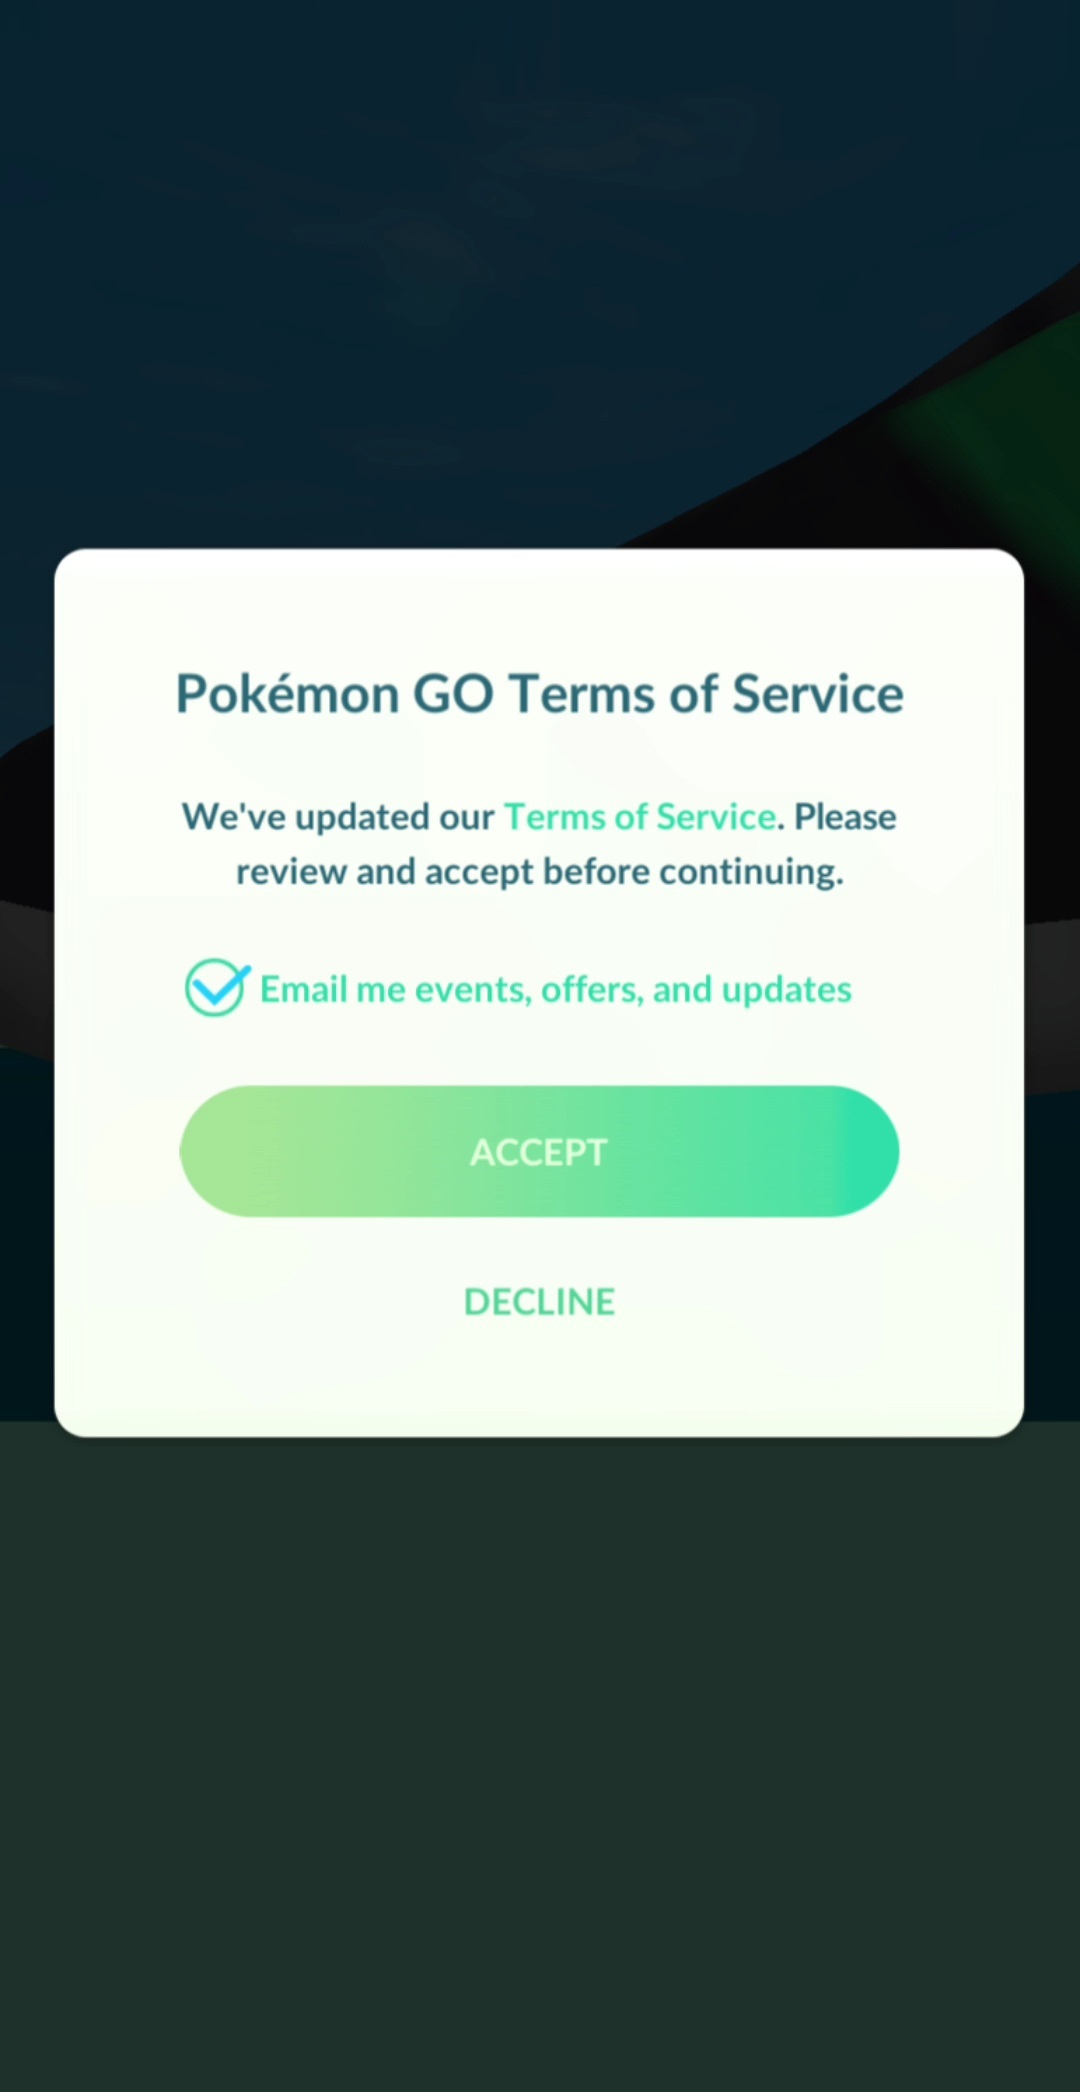 Pokémon GO Terms of Service
We've updated our Terms of Service. Please
review and accept before continuing.
Email me events, offers, and updates
ACCEPT
DECLINE